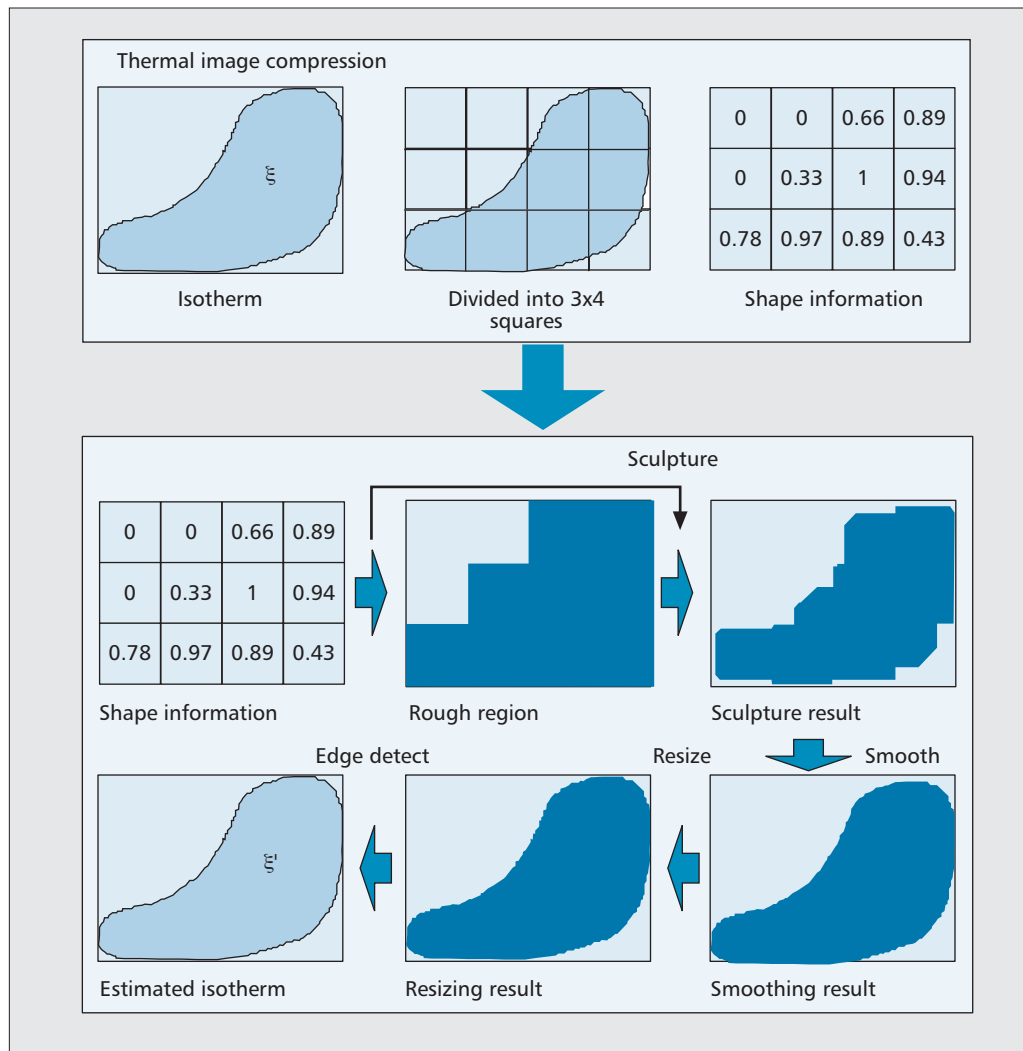 Thermal image compression
ξ
0 0 0.66 0.89
0 0.33 1 0.94
0.78 0.97 0.89 0.43
Isotherm
Divided into 3x4
squares
Shape information
Sculpture
0 0 0.66 0.89
0 0.33 1 0.94
0.78 0.97 0.89 0.43
Shape information
Rough region
Sculpture result
Edge detect
Resize
Smooth
ξ'
Estimated isotherm
Resizing result
Smoothing result